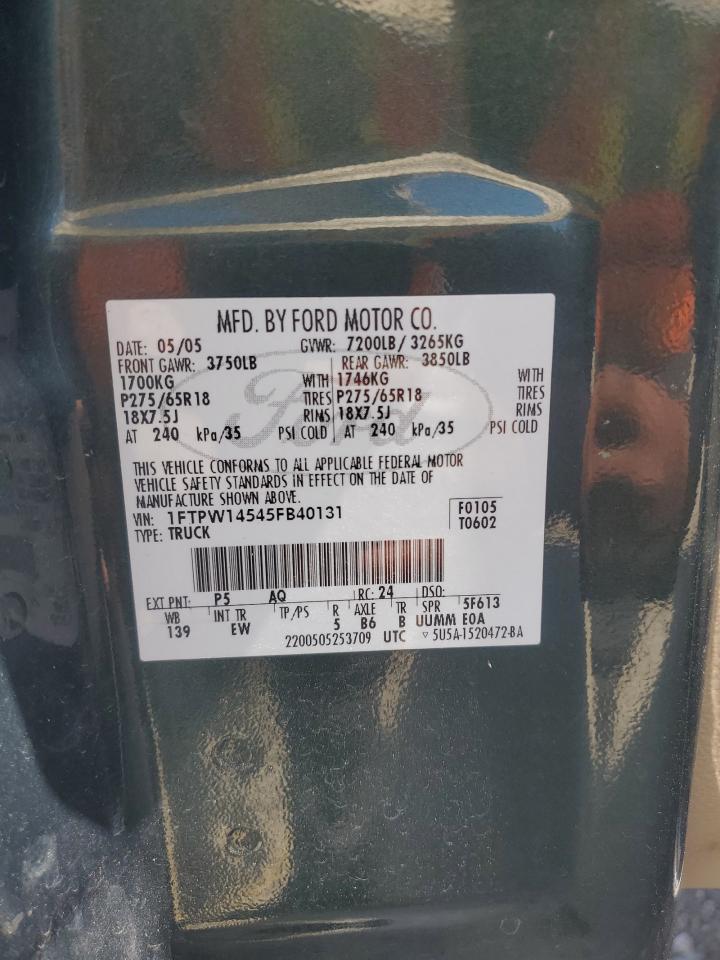 MFD. BY FORD MOTOR CO.
DATE: 05/05 GVWR: 7200LB/ 3265KG
FRONT GAWR: 3750LB REAR GAWR: 3850LB
1700KG WITH 1746KG WITH
P275/65R18 TIRES P275/65R18 TIRES
18X7.5J RIMS 18X7.5J RIMS
AT 240 kPa/35 PSI COLD AT 240 kPa/35 PSI COLD
Ford
THIS VEHICLE CONFORMS TO ALL APPLICABLE FEDERAL MOTOR
VEHICLE SAFETY STANDARDS IN EFFECT ON THE DATE OF
MANUFACTURE SHOWN ABOVE.
VIN: 1FTPW14545FB40131 F0105
TYPE: TRUCK T0602
EXT PNT: P5 AQ RC: 24 DSO:
WB INT TR TP/PS R AXLE TR SPR 5F613
139 EW 5 B6 B UUMM EOA
2200505253709 UTC ▽ 5U5A-1520472-BA